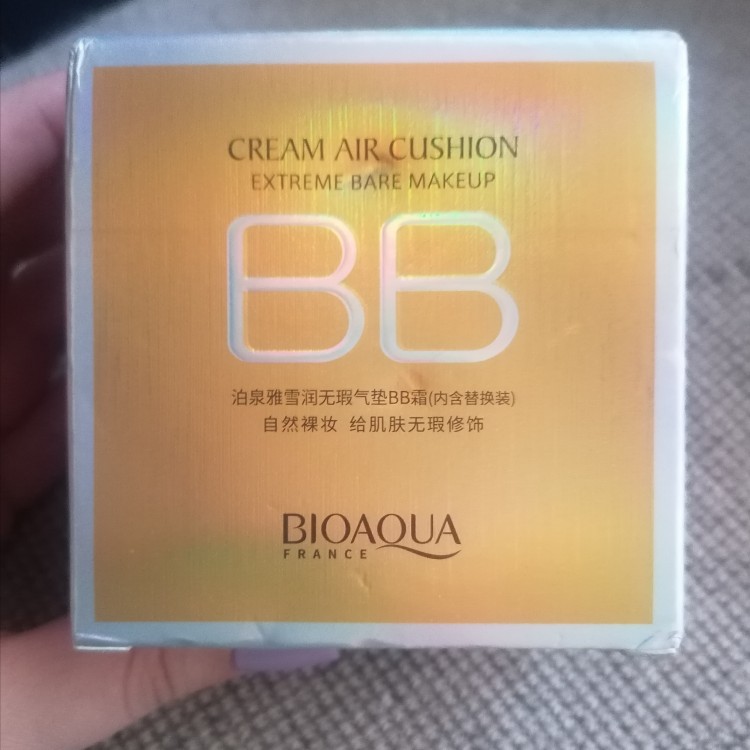 CREAM AIR CUSHION
EXTREME BARE MAKEUP
BB
泊泉雅雪润无瑕气垫BB霜(内含替换装)
自然裸妆 给肌肤无瑕修饰
BIOAQUA
FRANCE